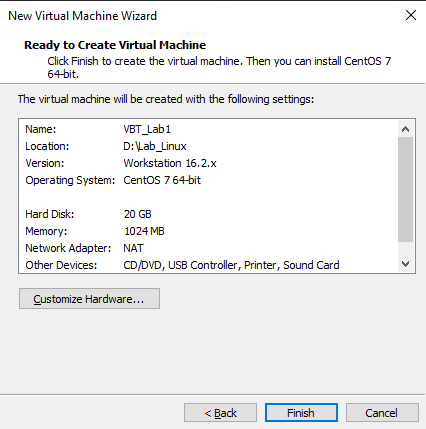 New Virtual Machine Wizard
Ready to Create Virtual Machine
Click Finish to create the virtual machine. Then you can install CentOS 7
64-bit.
The virtual machine will be created with the following settings:
Name: VBT_Lab1
Location: D:\Lab_Linux
Version: Workstation 16.2.x
Operating System: CentOS 7 64-bit
Hard Disk: 20 GB
Memory: 1024 MB
Network Adapter: NAT
Other Devices: CD/DVD, USB Controller, Printer, Sound Card
Customize Hardware...
< Back Finish Cancel